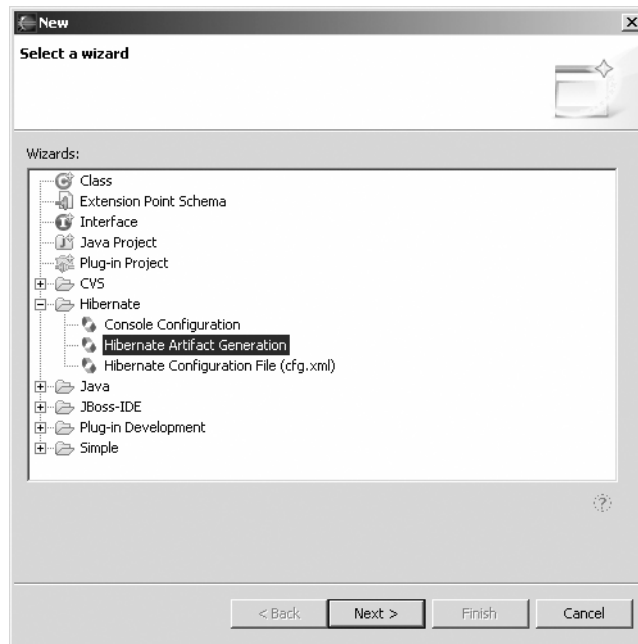 New
Select a wizard
Wizards:
Class
Extension Point Schema
Interface
Java Project
Plug-in Project
CVS
Hibernate
Console Configuration
Hibernate Artifact Generation
Hibernate Configuration File (cfg.xml)
Java
JBoss-IDE
Plug-in Development
Simple
< Back Next > Finish Cancel